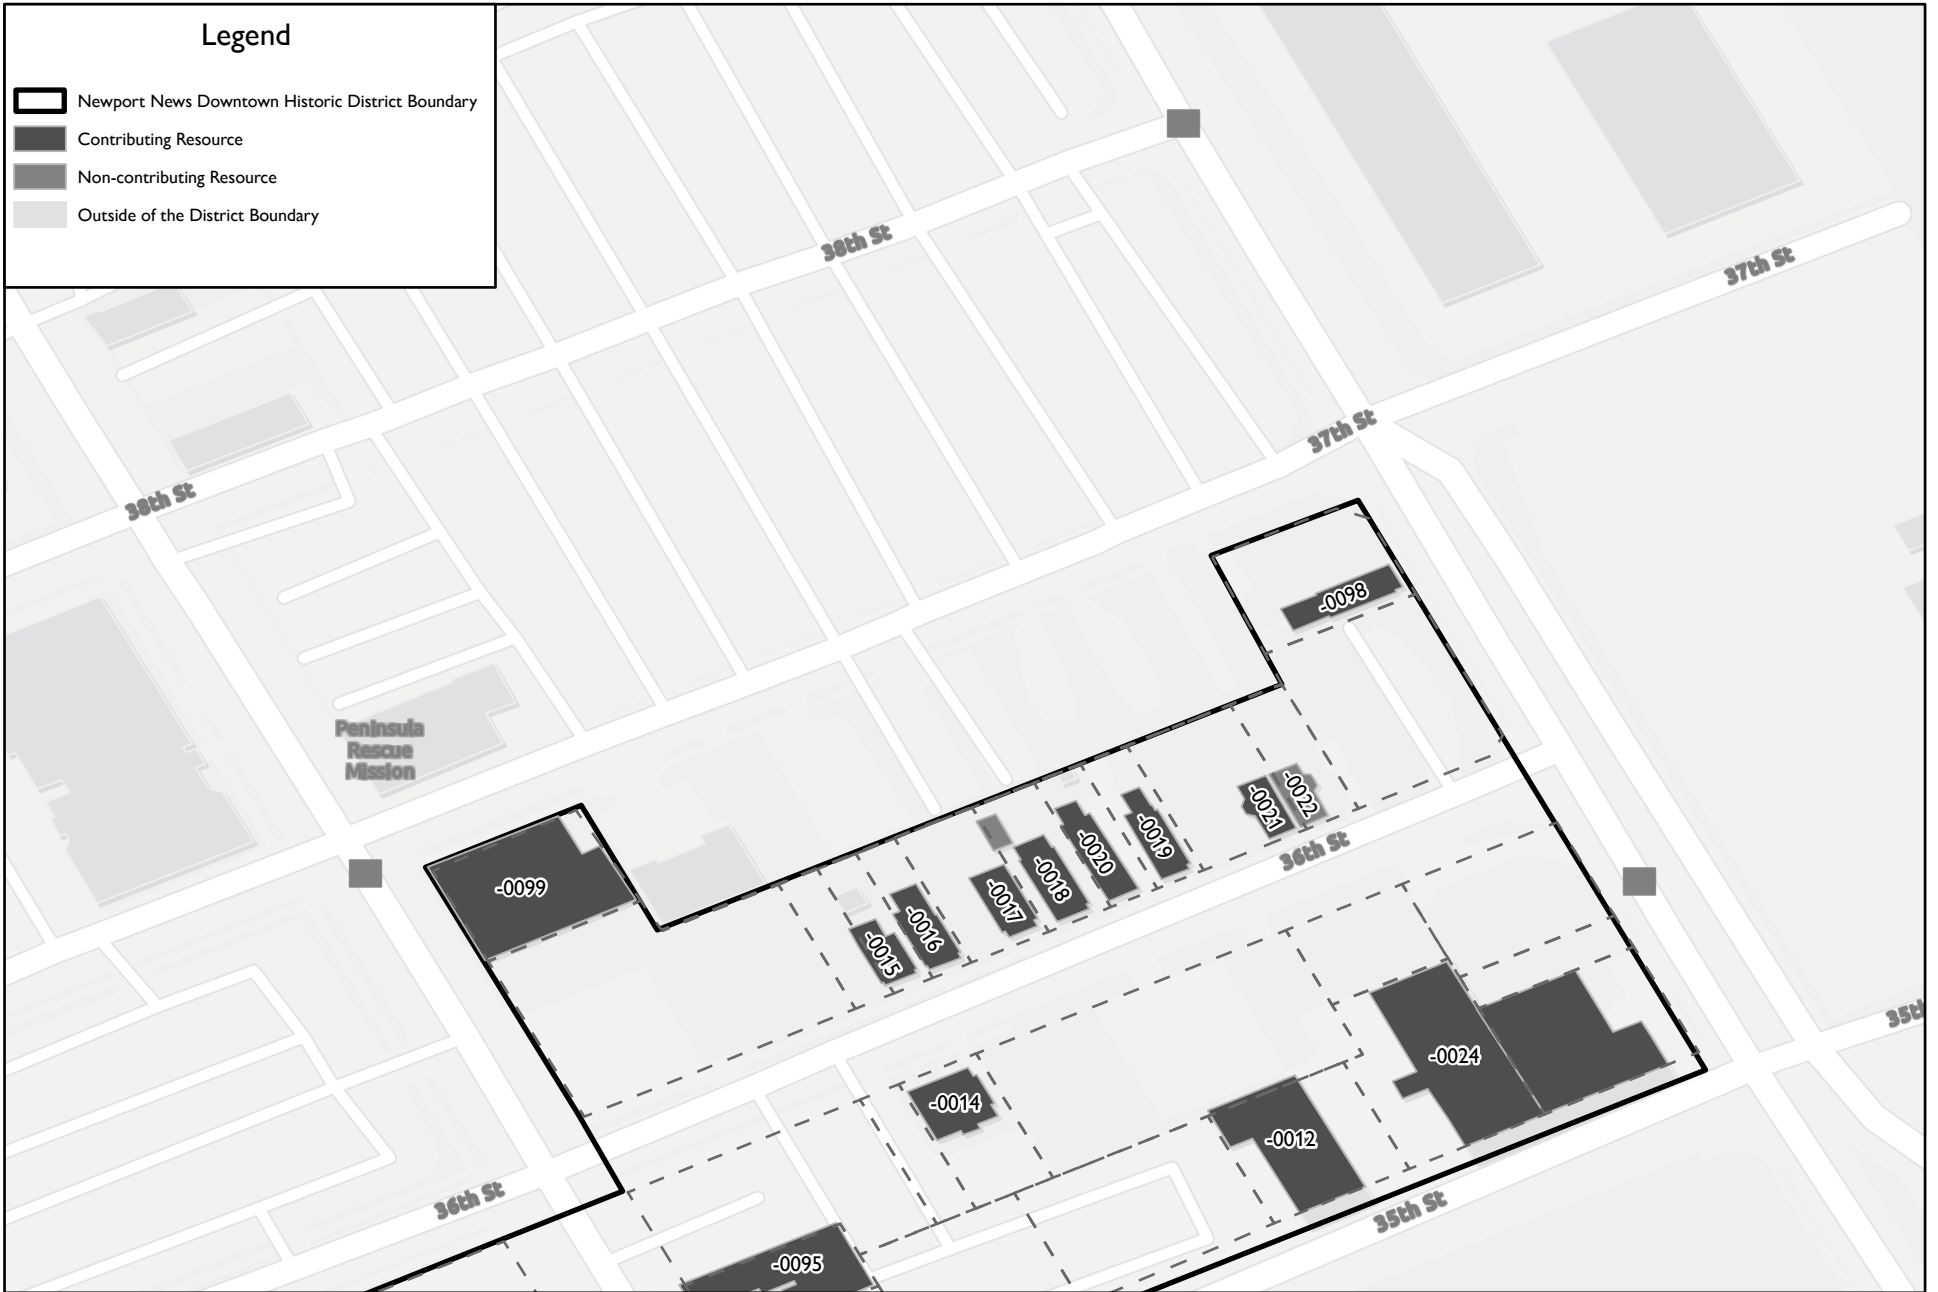 Legend
Newport News Downtown Historic District Boundary
Contributing Resource
Non-contributing Resource
Outside of the District Boundary
38th St
37th St
37th St
38th St
-0098
Peninsula
Rescue
Mission
-0022
-0021
-0019
-0020
36th St
-0018
-0099
-0017
-0016
-0015
35th
-0024
-0014
-0012
36th St
35th St
-0095